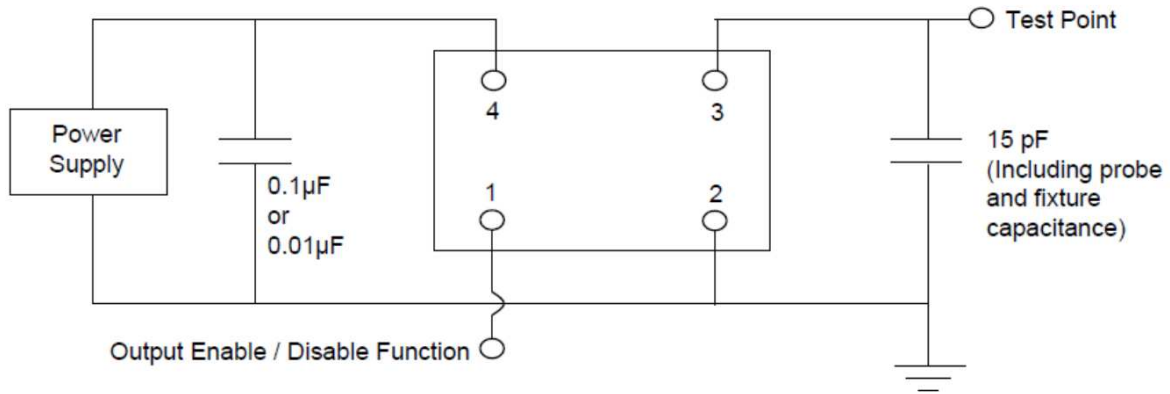 Test Point
4
3
Power
Supply
0.1µF
or
0.01µF
1
2
15 pF
(Including probe
and fixture
capacitance)
Output Enable / Disable Function